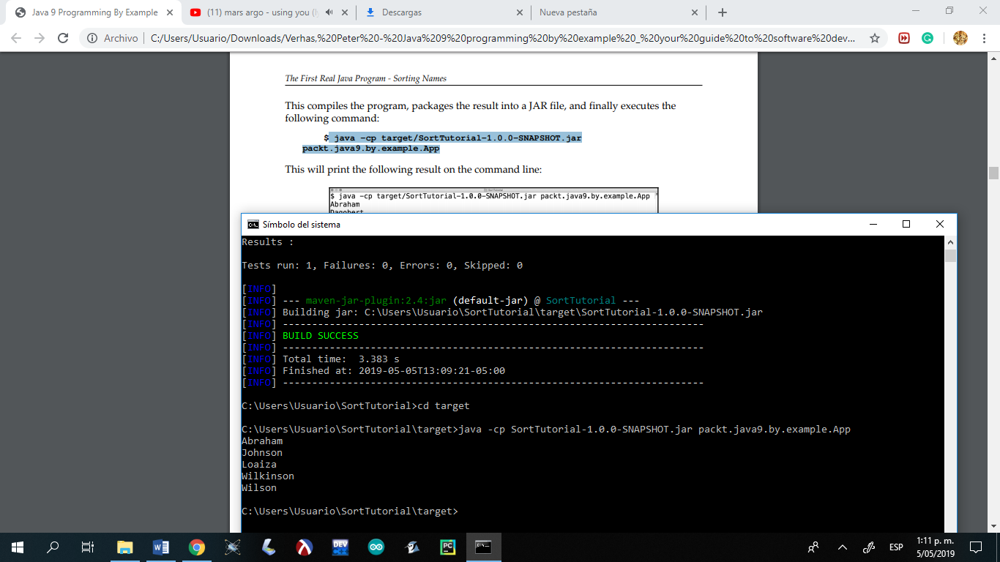 Java 9 Programming By Example
(11) mars argo - using you (l
Descargas
Nueva pestaña
Archivo
C:/Users/Usuario/Downloads/Verhas,%20Peter%20-%20Java%209%20programming%20by%20example%20_%20your%20guide%20to%20software%20dev...
The First Real Java Program - Sorting Names
This compiles the program, packages the result into a JAR file, and finally executes the
following command:
$ java -cp target/SortTutorial-1.0.0-SNAPSHOT.jar
packt.java9.by.example.App
This will print the following result on the command line:
$ java -cp target/SortTutorial-1.0.0-SNAPSHOT.jar packt.java9.by.example.App
Abraham
Dagobert
Símbolo del sistema
Results :
Tests run: 1, Failures: 0, Errors: 0, Skipped: 0
[INFO]
[INFO] --- maven-jar-plugin:2.4:jar (default-jar) @ SortTutorial ---
[INFO] Building jar: C:\Users\Usuario\SortTutorial\target\SortTutorial-1.0.0-SNAPSHOT.jar
[INFO] ------------------------------------------------------------------------
[INFO] BUILD SUCCESS
[INFO] ------------------------------------------------------------------------
[INFO] Total time:  3.383 s
[INFO] Finished at: 2019-05-05T13:09:21-05:00
[INFO] ------------------------------------------------------------------------
C:\Users\Usuario\SortTutorial>cd target
C:\Users\Usuario\SortTutorial\target>java -cp SortTutorial-1.0.0-SNAPSHOT.jar packt.java9.by.example.App
Abraham
Johnson
Loaiza
Wilkinson
Wilson
C:\Users\Usuario\SortTutorial\target>
DEV
PC
ESP
1:11 p. m.
5/05/2019